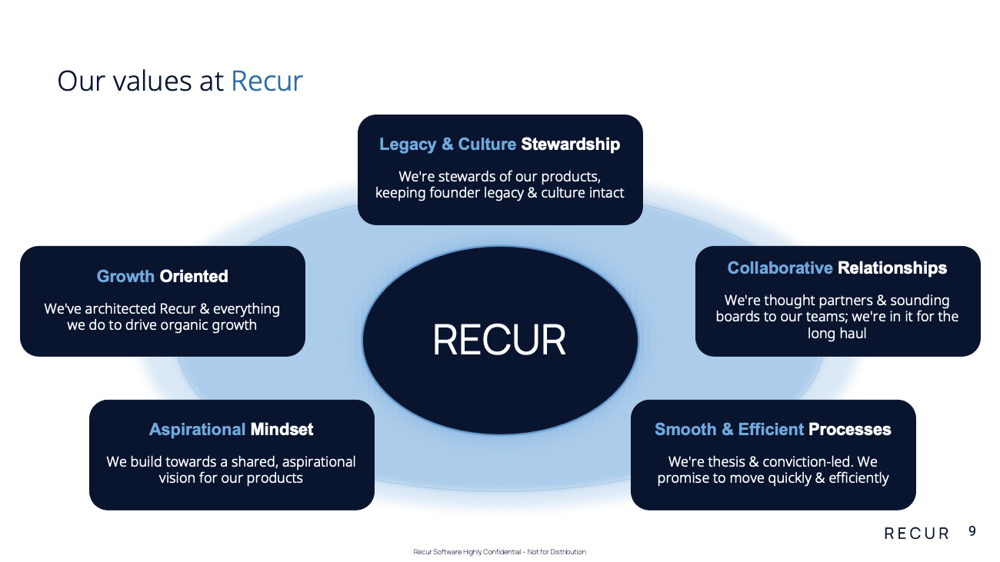 Our values at Recur
Legacy & Culture Stewardship
We're stewards of our products,
keeping founder legacy & culture intact
Growth Oriented
We've architected Recur & everything
we do to drive organic growth
Collaborative Relationships
We're thought partners & sounding
boards to our teams; we're in it for the
long haul
RECUR
Aspirational Mindset
We build towards a shared, aspirational
vision for our products
Smooth & Efficient Processes
We're thesis & conviction-led. We
promise to move quickly & efficiently
RECUR 9
Recur Software Highly Confidential – Not for Distribution